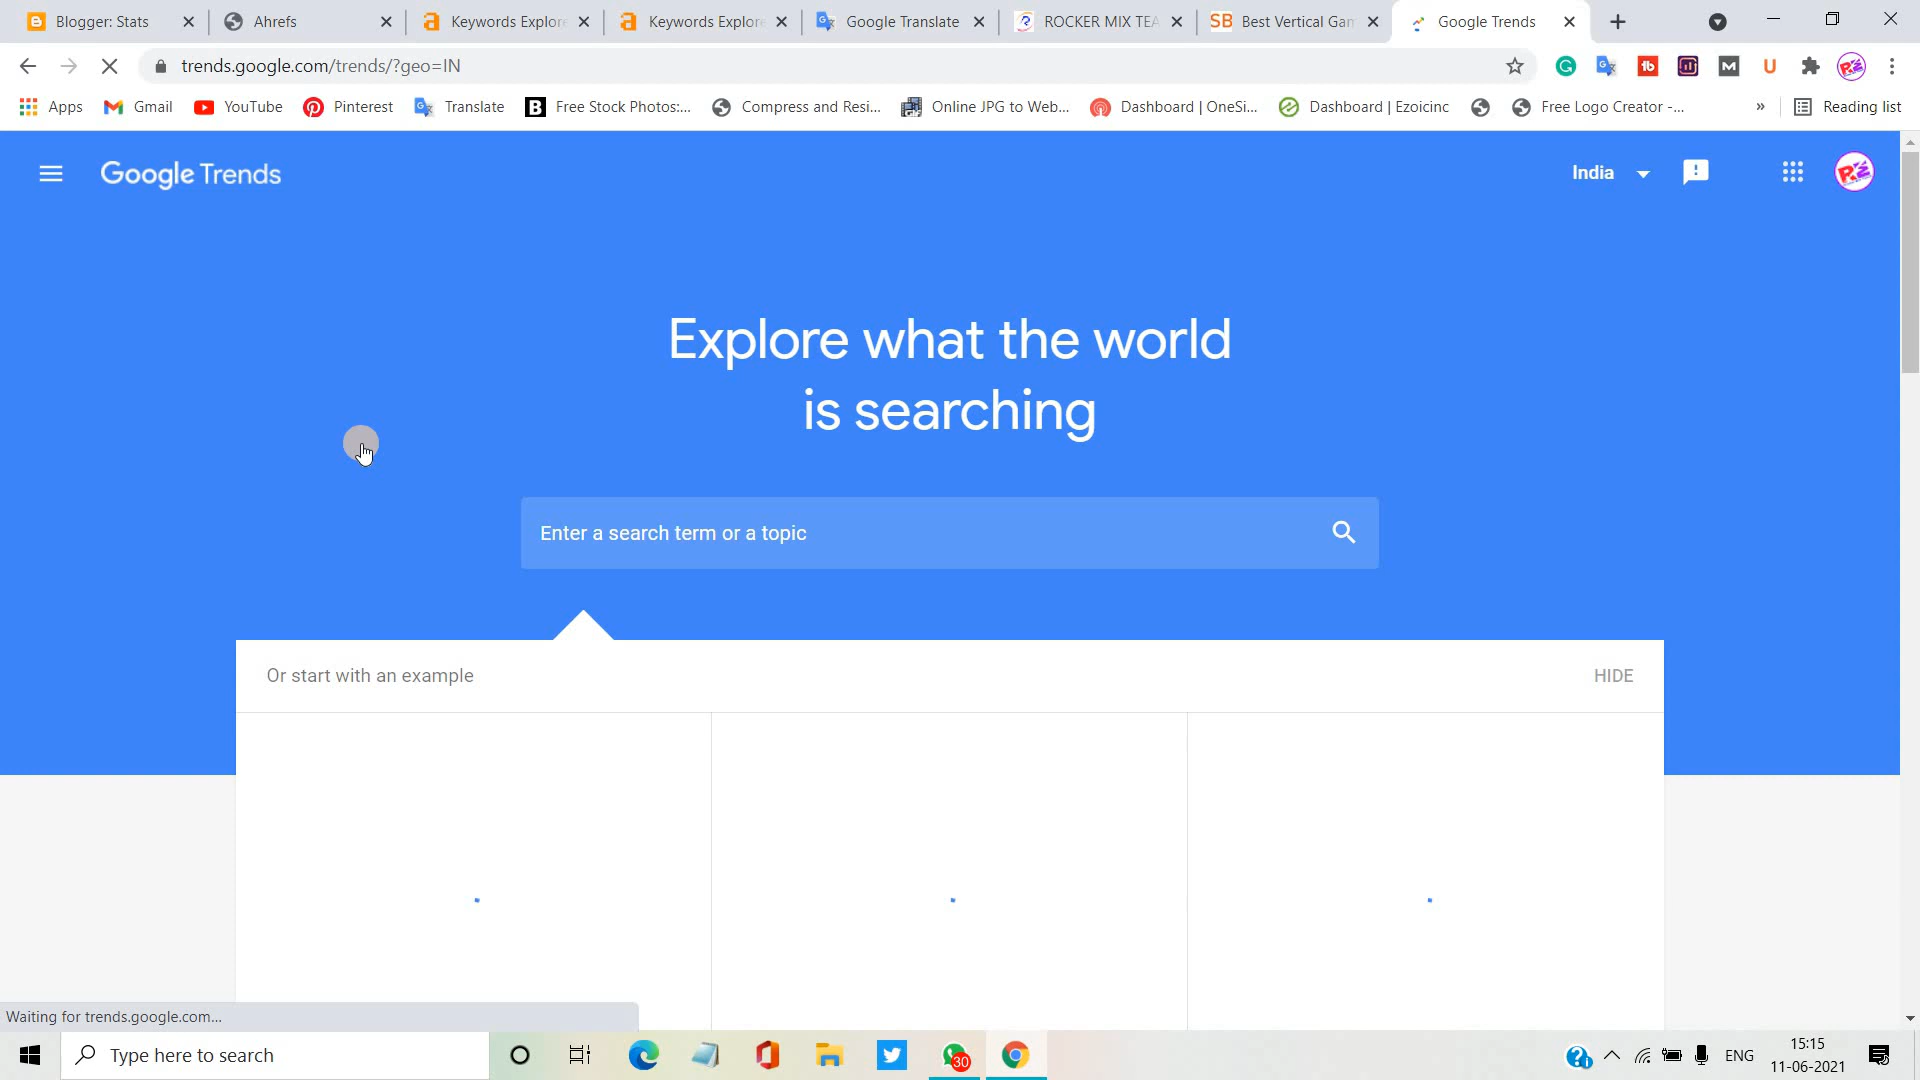 Blogger: Stats
Ahrefs
Keywords Explore
Keywords Explore
Google Translate
ROCKER MIX TEA
SB Best Vertical Gam
Google Trends
trends.google.com/trends/?geo=IN
Apps
Gmail
YouTube
Pinterest
Translate
Free Stock Photos:...
Compress and Resi...
Online JPG to Web...
Dashboard | OneSi...
Dashboard | Ezoicinc
Free Logo Creator -...
»
Reading list
Google Trends
India
Explore what the world
is searching
Enter a search term or a topic
Or start with an example
HIDE
Waiting for trends.google.com...
Type here to search
30
ENG
15:15
11-06-2021